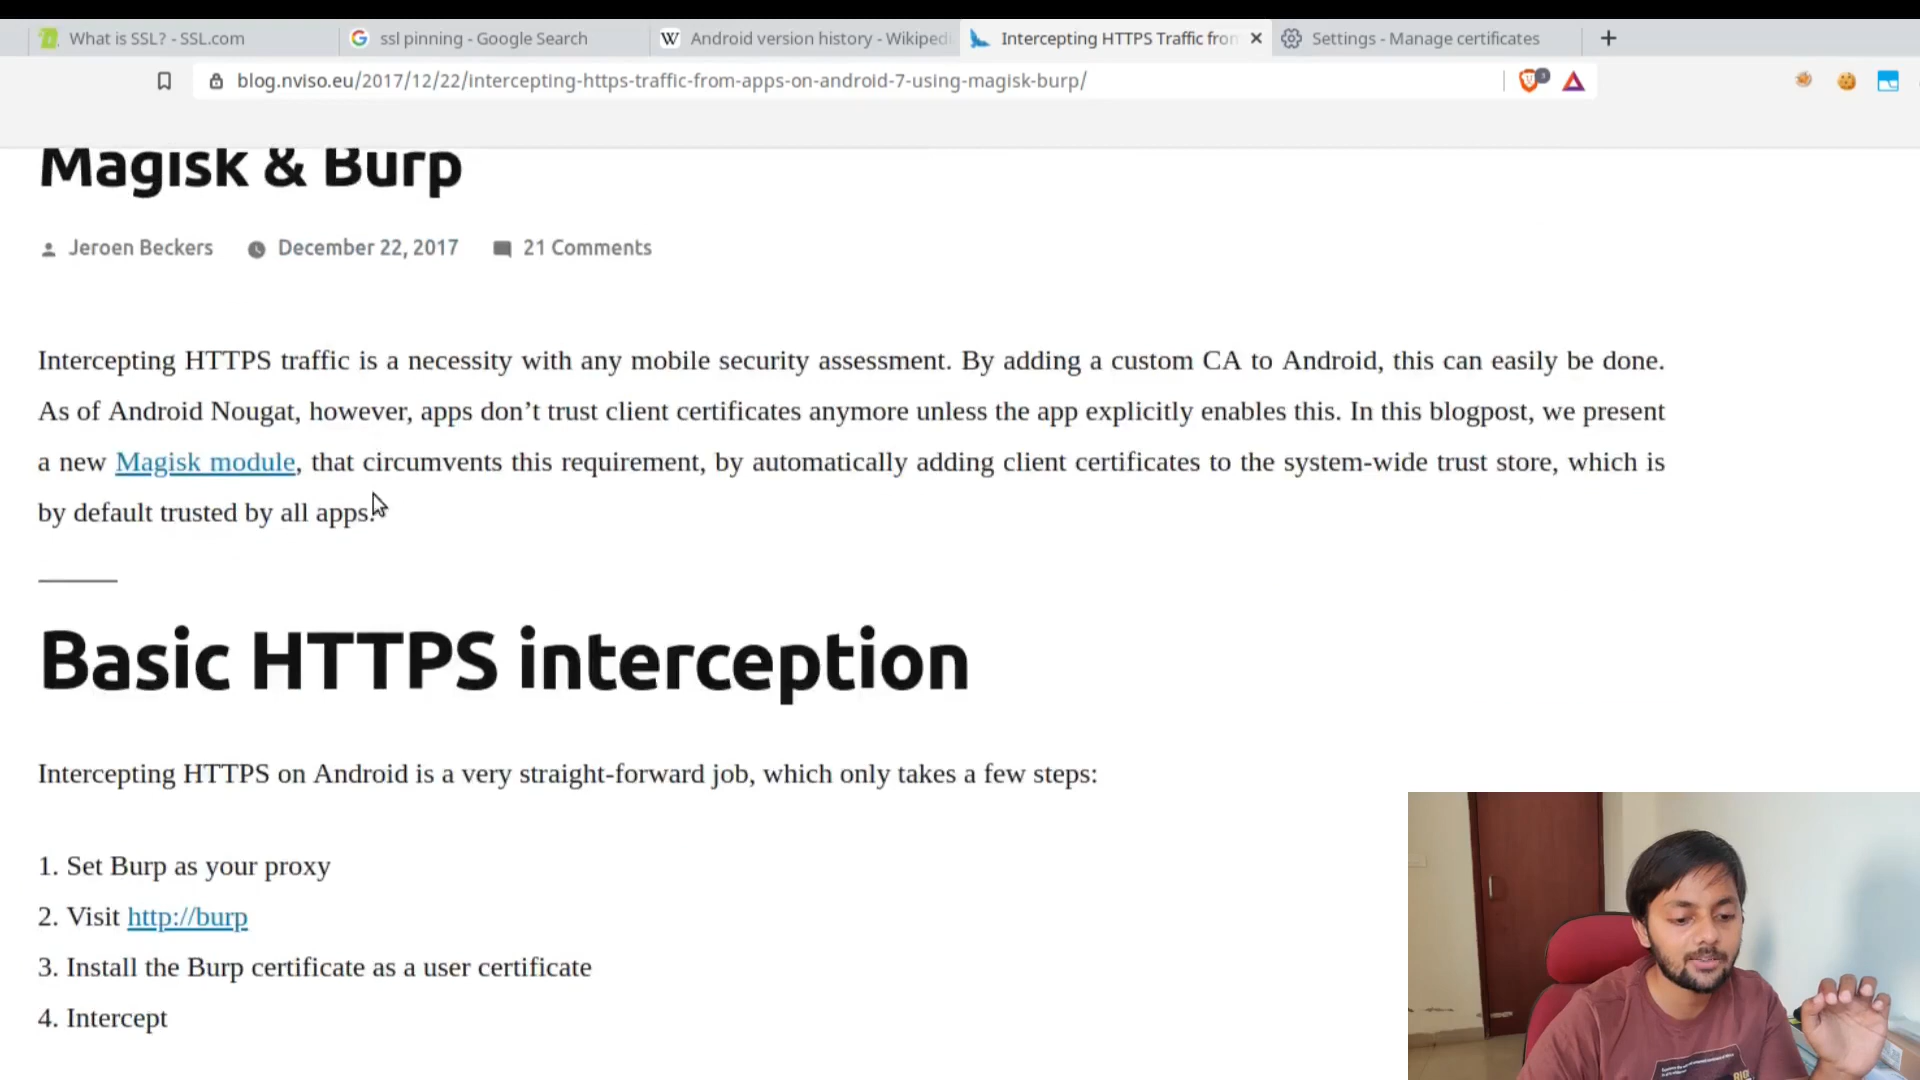 What is SSL? - SSL.com
ssl pinning - Google Search
Android version history - Wikipedi
Intercepting HTTPS Traffic from
Settings - Manage certificates
blog.nviso.eu/2017/12/22/intercepting-https-traffic-from-apps-on-android-7-using-magisk-burp/
Magisk & Burp
Jeroen Beckers December 22, 2017 21 Comments
Intercepting HTTPS traffic is a necessity with any mobile security assessment. By adding a custom CA to Android, this can easily be done.
As of Android Nougat, however, apps don’t trust client certificates anymore unless the app explicitly enables this. In this blogpost, we present
a new Magisk module, that circumvents this requirement, by automatically adding client certificates to the system-wide trust store, which is
by default trusted by all apps.
Basic HTTPS interception
Intercepting HTTPS on Android is a very straight-forward job, which only takes a few steps:
1. Set Burp as your proxy
2. Visit http://burp
3. Install the Burp certificate as a user certificate
4. Intercept